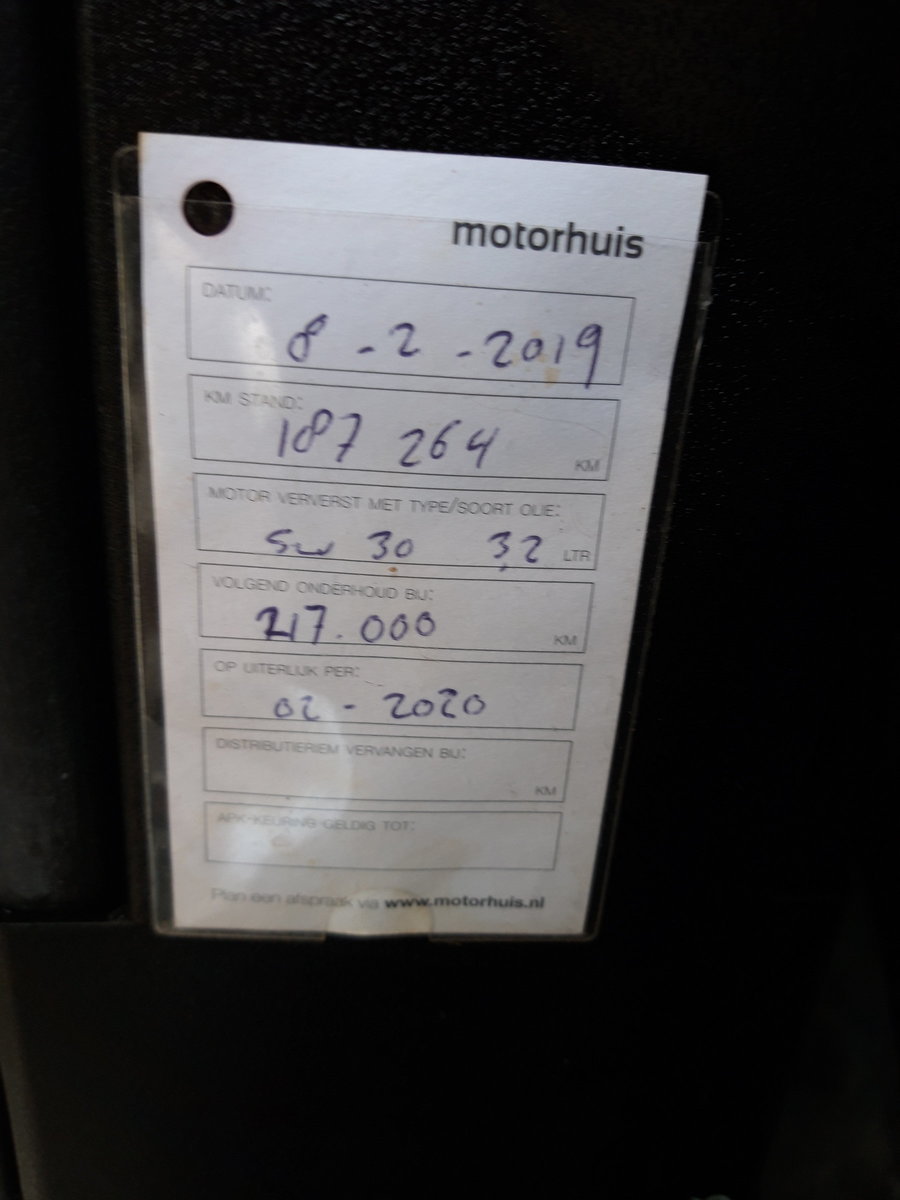 motorhuis
DATUM:
8 - 2 - 2019
KM STAND:
187 264 KM
MOTOR VERVERST MET TYPE/SOORT OLIE:
5w 30 3,2 LTR
VOLGEND ONDERHOUD BIJ:
217.000 KM
OP UITERLIJK PER:
02 - 2020
DISTRIBUTIERIEM VERVANGEN BIJ:
KM
APK-KEURING GELDIG TOT:
Plan een afspraak via www.motorhuis.nl